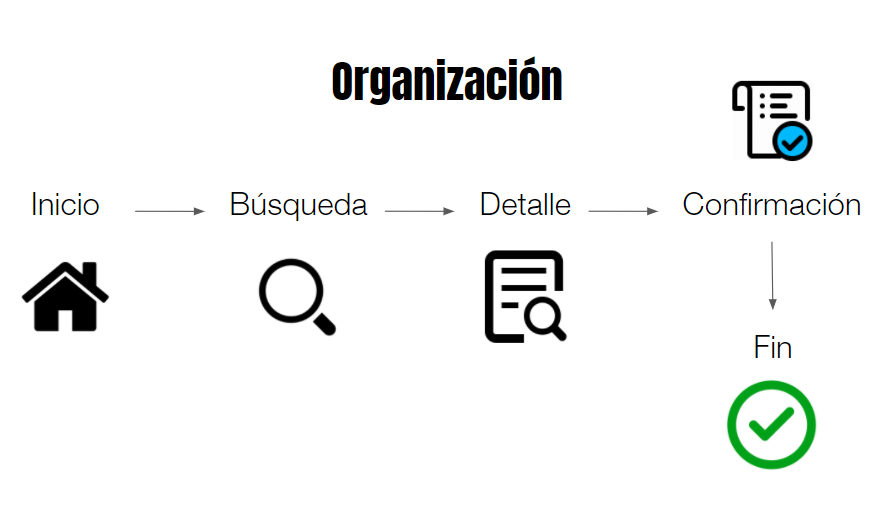 Organización
Inicio
Búsqueda
Detalle
Confirmación
Fin